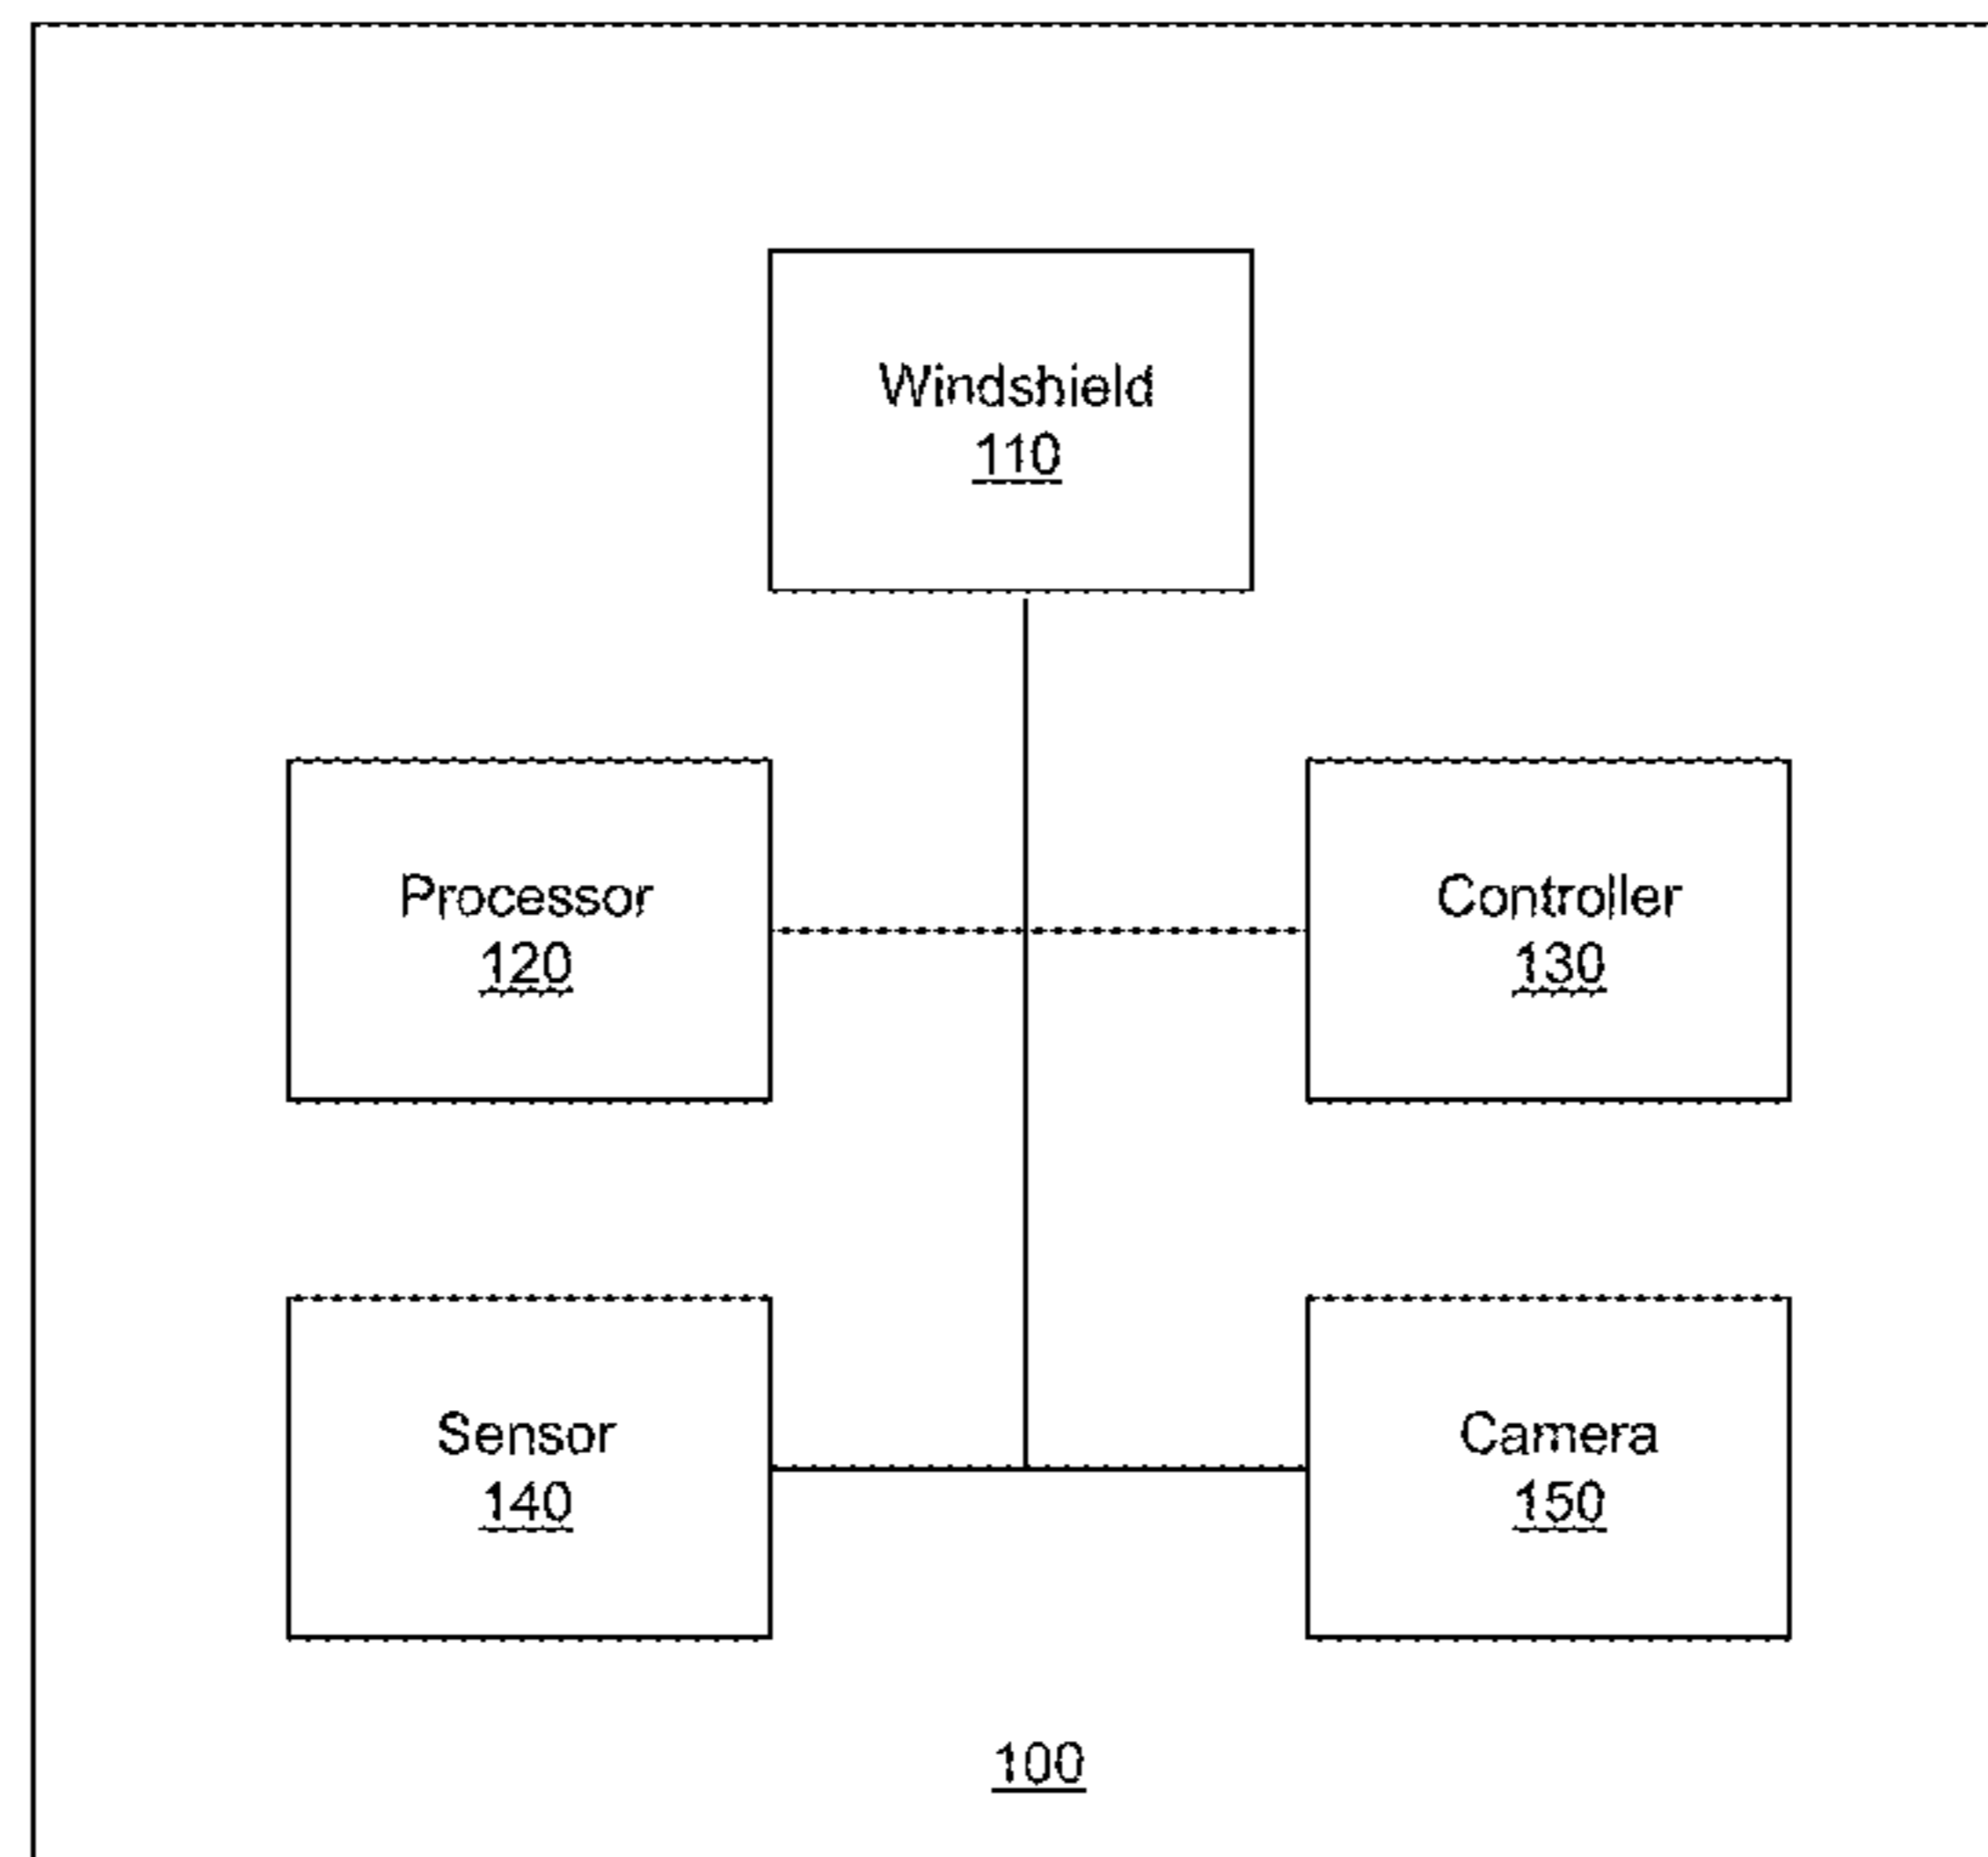 Windshield
110
Processor
120
Controller
130
Sensor
140
Camera
150
100